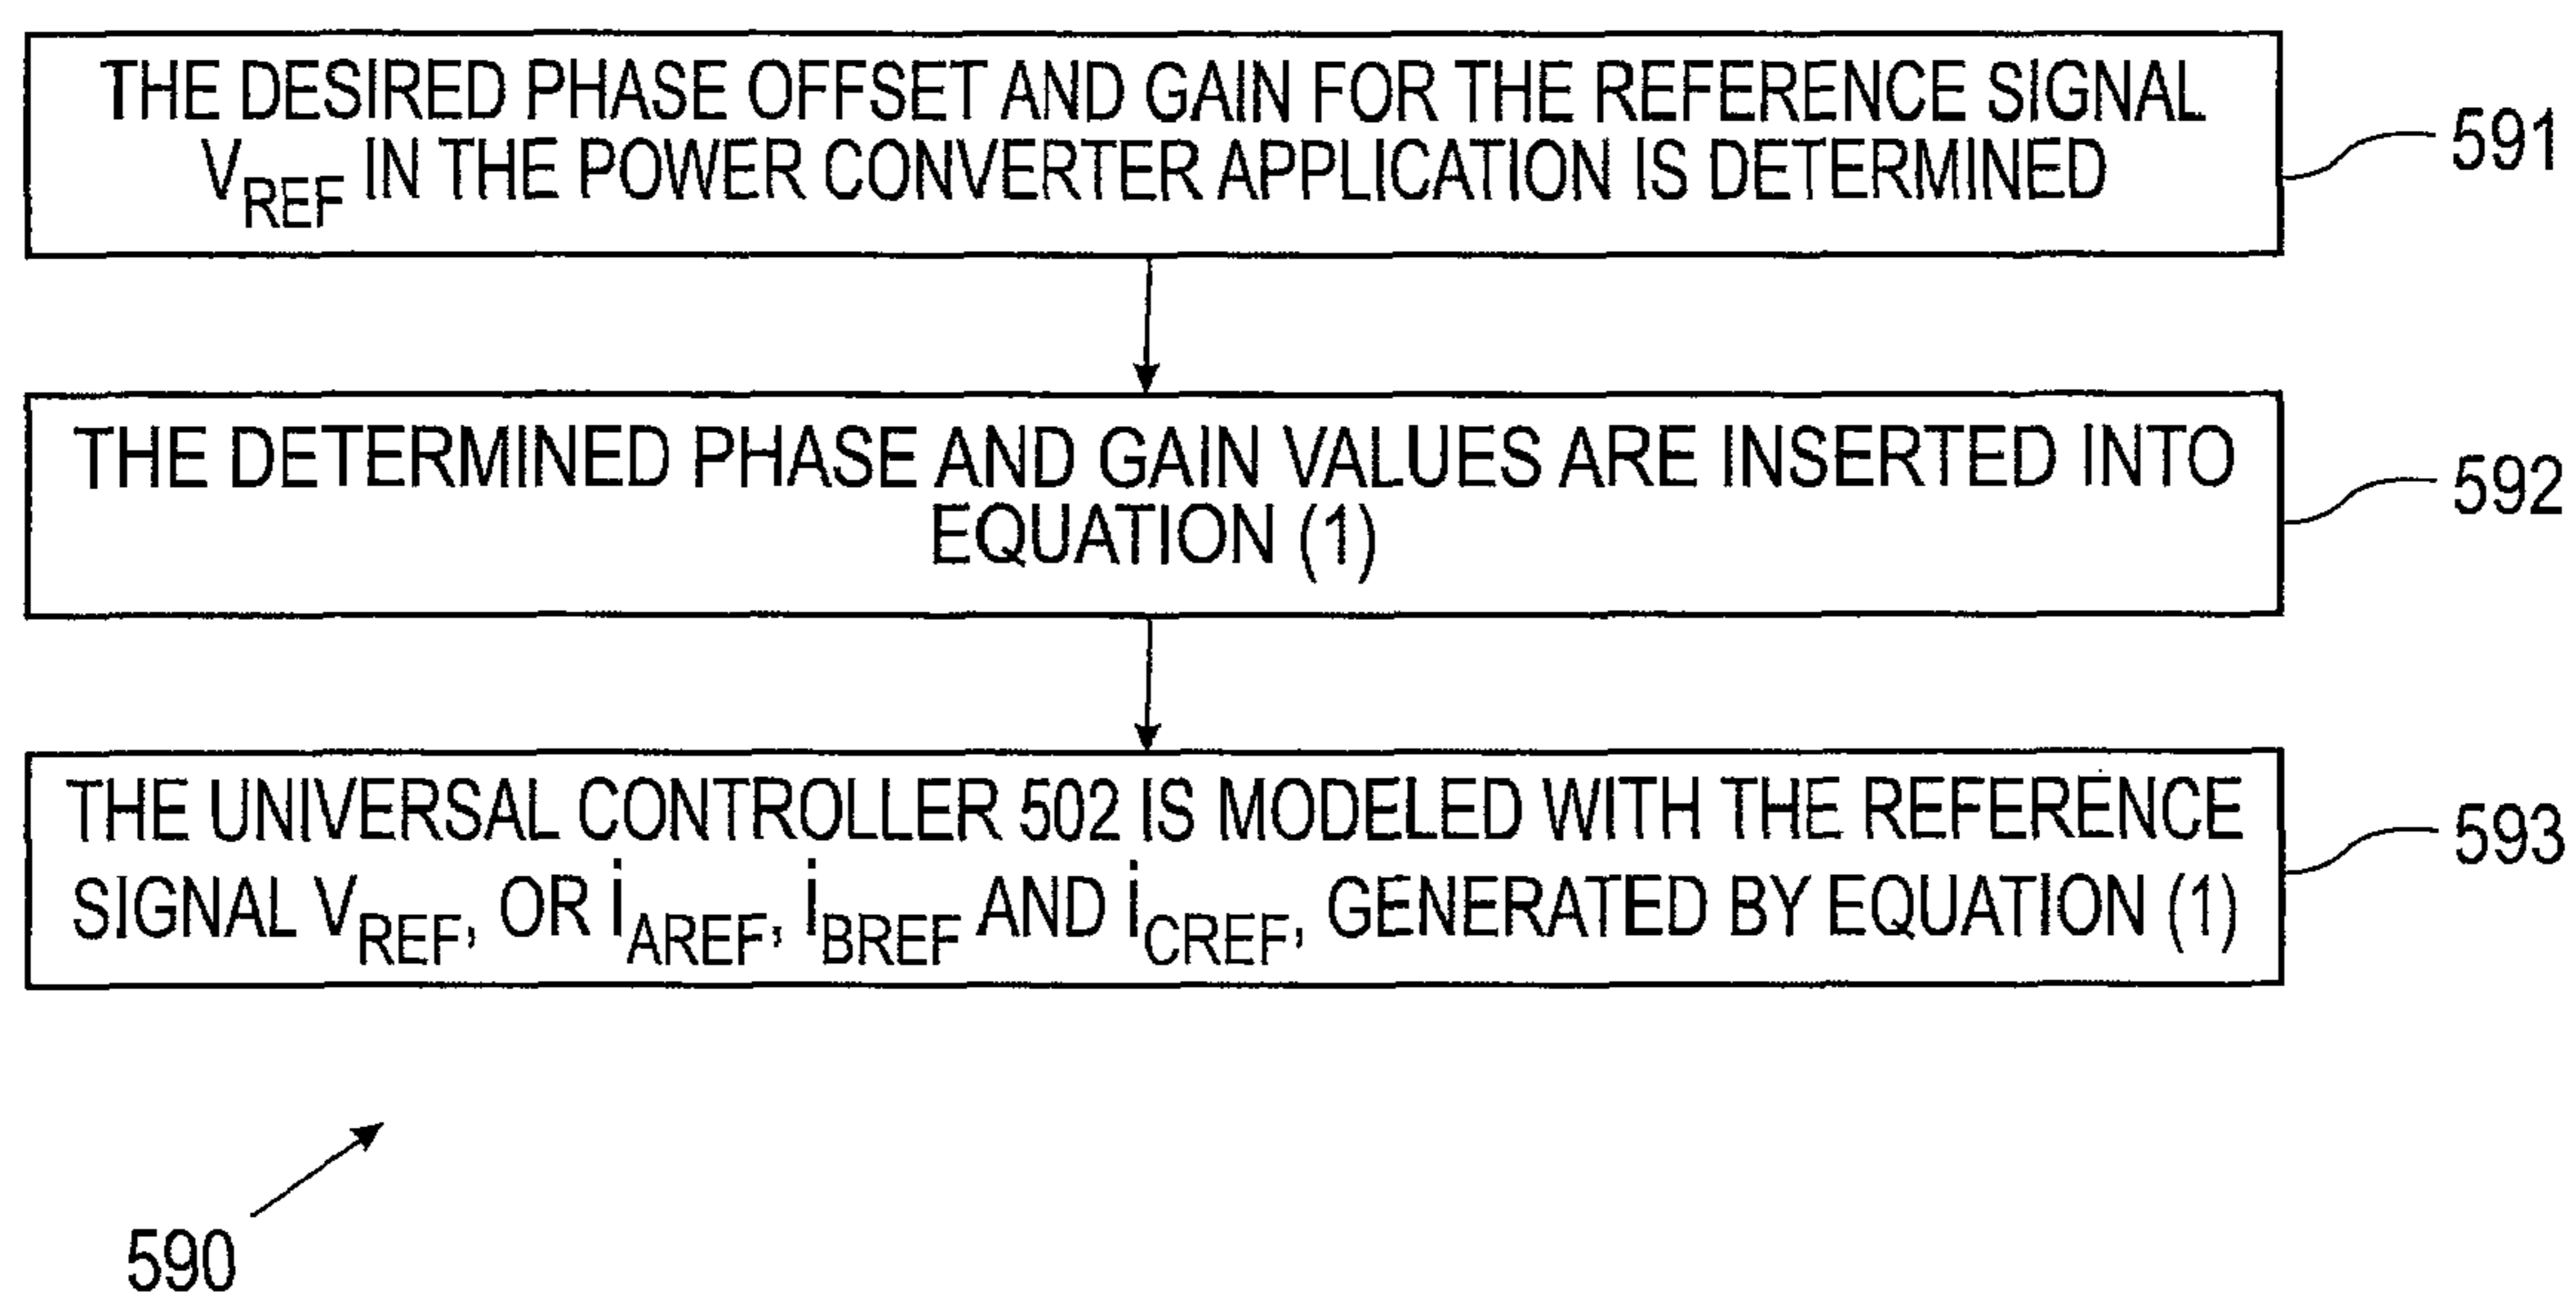 THE DESIRED PHASE OFFSET AND GAIN FOR THE REFERENCE SIGNAL
VREF IN THE POWER CONVERTER APPLICATION IS DETERMINED
591
THE DETERMINED PHASE AND GAIN VALUES ARE INSERTED INTO
EQUATION (1)
592
THE UNIVERSAL CONTROLLER 502 IS MODELED WITH THE REFERENCE
SIGNAL VREF, OR iAREF, iBREF AND iCREF, GENERATED BY EQUATION (1)
593
590